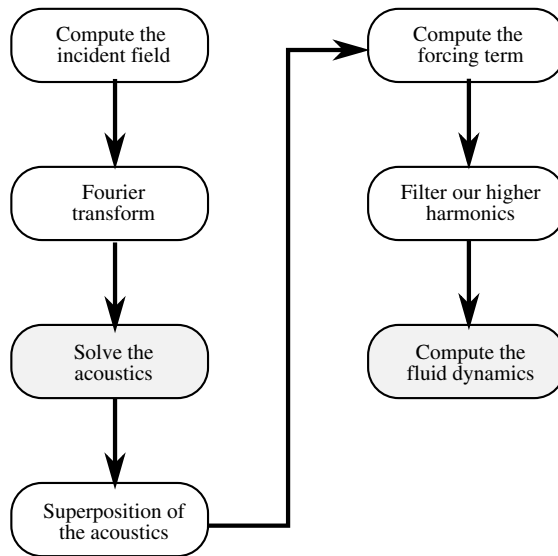 Compute the
incident field
Fourier
transform
Solve the
acoustics
Superposition of
the acoustics
Compute the
forcing term
Filter our higher
harmonics
Compute the
fluid dynamics